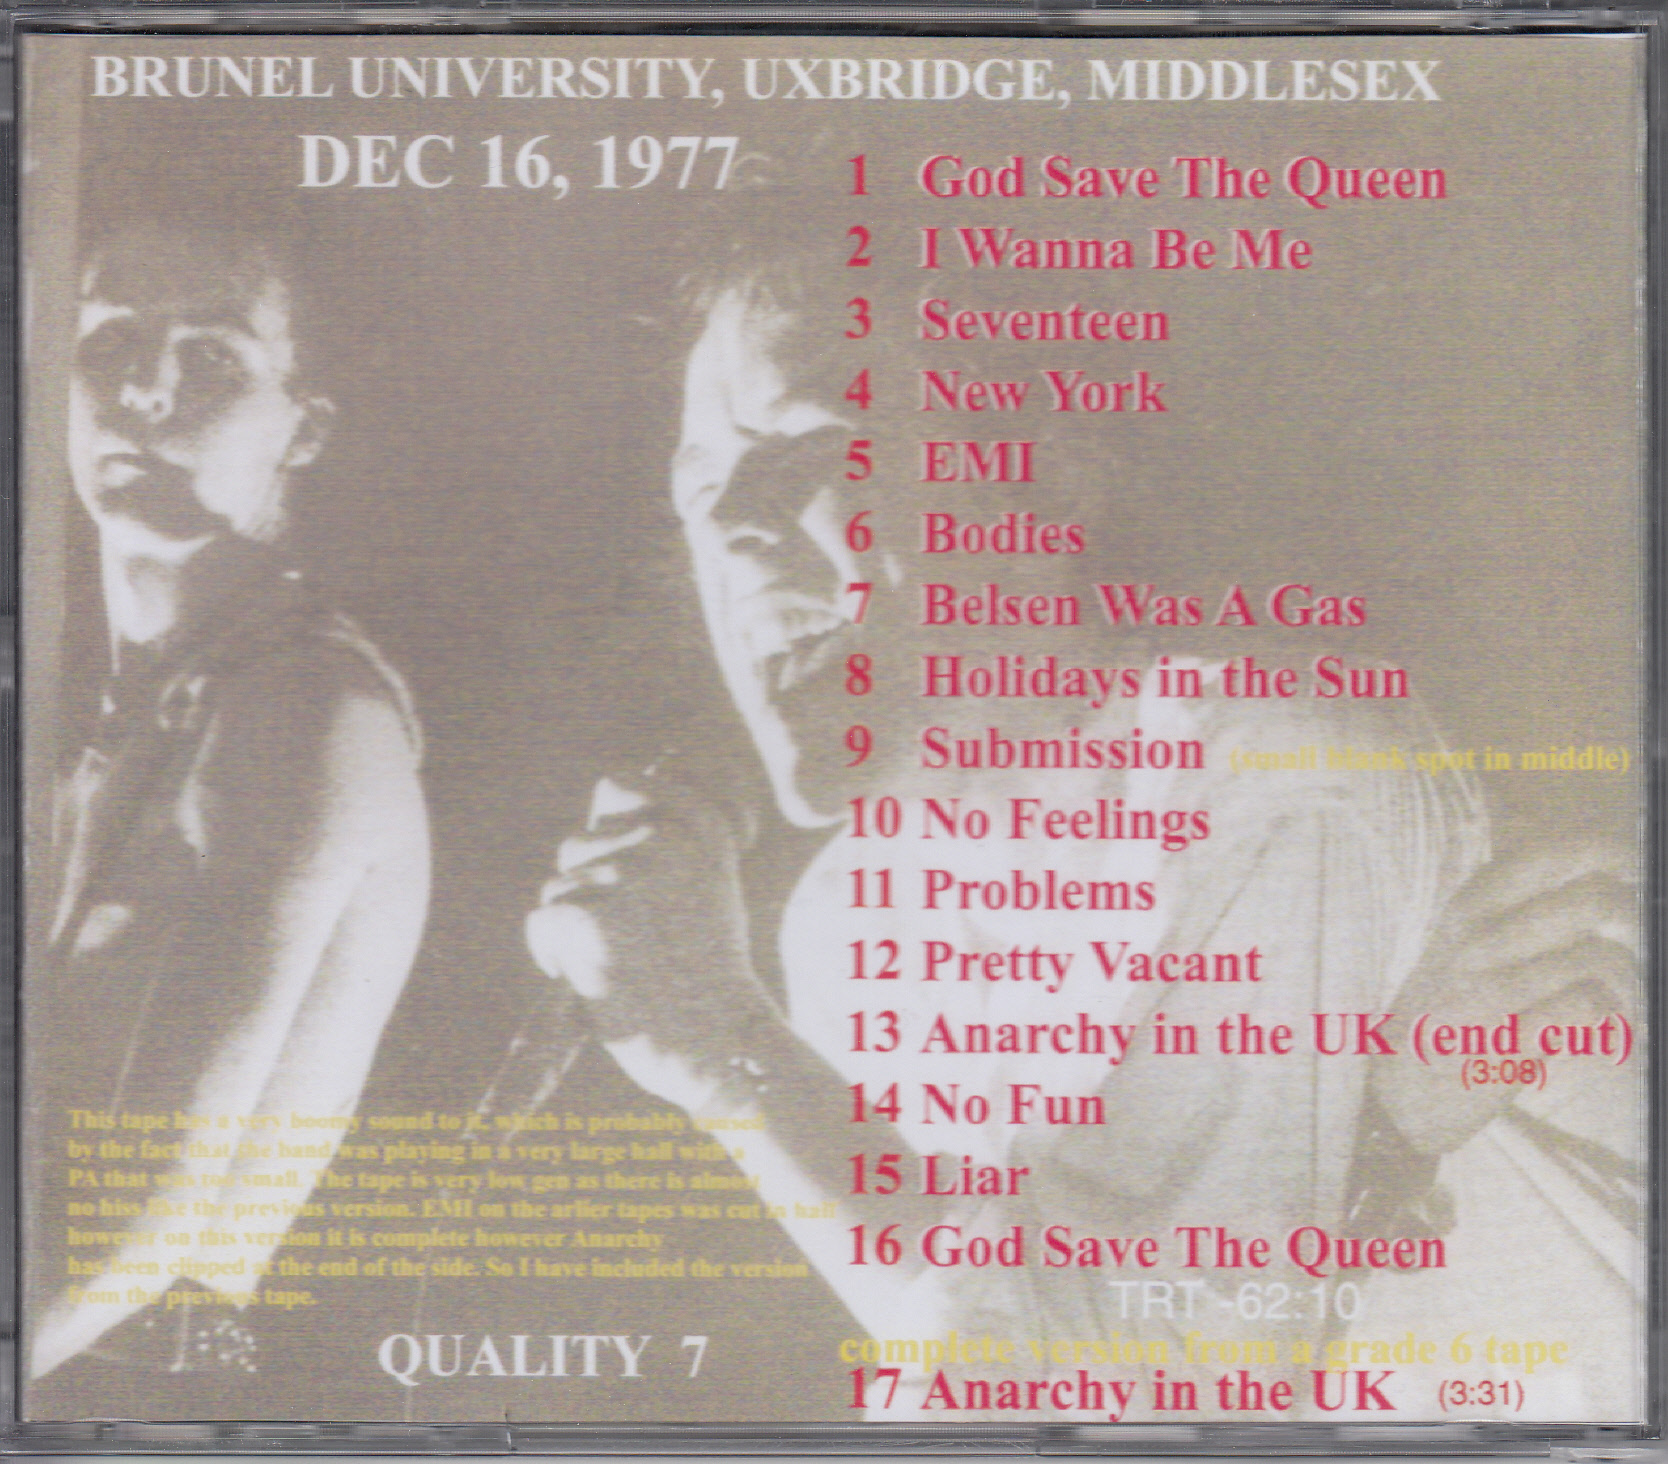 BRUNEL UNIVERSITY, UXBRIDGE, MIDDLESEX
DEC 16, 1977
1 God Save The Queen
2 I Wanna Be Me
3 Seventeen
4 New York
5 EMI
6 Bodies
7 Belsen Was A Gas
8 Holidays in the Sun
9 Submission (small blank spot in middle)
10 No Feelings
11 Problems
12 Pretty Vacant
13 Anarchy in the UK (end cut)
(3:08)
14 No Fun
15 Liar
16 God Save The Queen
TRT -62:10
complete version from a grade 6 tape
17 Anarchy in the UK (3:31)
This tape has a very boomy sound to it, which is probably caused
by the fact that the band was playing in a very large hall with a
PA that was too small. The tape is very low gen as there is almost
no hiss like the previous version. EMI on the arlier tapes was cut in half
however on this version it is complete however Anarchy
has been clipped at the end of the side. So I have included the version
from the previous tape.
QUALITY 7